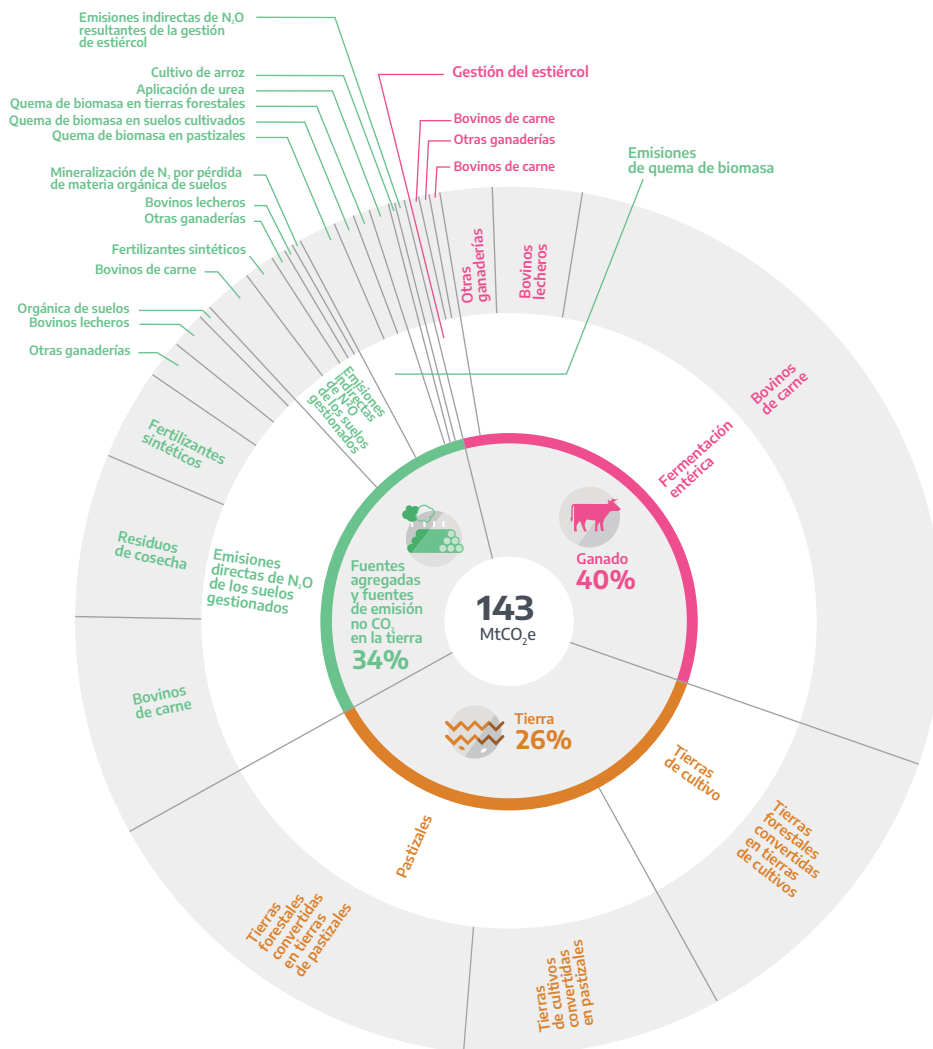 Emisiones indirectas de N₂O
resultantes de la gestión
de estiércol
Cultivo de arroz
Aplicación de urea
Quema de biomasa en tierras forestales
Quema de biomasa en suelos cultivados
Quema de biomasa en pastizales
Mineralización de N, por pérdida
de materia orgánica de suelos
Bovinos lecheros
Otras ganaderías
Fertilizantes sintéticos
Bovinos de carne
Orgánica de suelos
Bovinos lecheros
Otras ganaderías
Fertilizantes
sintéticos
Residuos
de cosecha
Bovinos
de carne
Gestión del estiércol
Bovinos de carne
Otras ganaderías
Bovinos de carne
Emisiones
de quema de biomasa
Otras
ganaderías
Bovinos
lecheros
Bovinos
de carne
Fermentación
entérica
Emisiones
indirectas
de N₂O
de los suelos
gestionados
Emisiones
directas de N₂O
de los suelos
gestionados
Fuentes
agregadas
y fuentes
de emisión
no CO₂
en la tierra
34%
Ganado
40%
143
MtCO₂e
Tierra
26%
Tierras
de cultivo
Tierras
forestales
convertidas
en tierras
de cultivos
Pastizales
Tierras
forestales
convertidas
en tierras
de pastizales
Tierras
de cultivos
convertidas
en pastizales